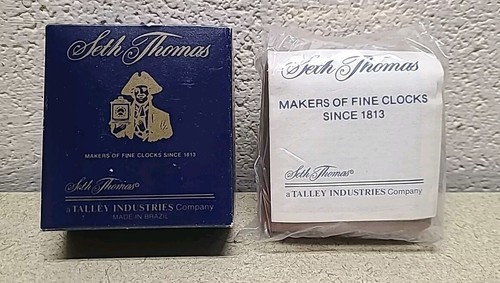 Seth Thomas
MAKERS OF FINE CLOCKS SINCE 1813
Seth Thomas®
a TALLEY INDUSTRIES Company
MADE IN BRAZIL
Seth Thomas
MAKERS OF FINE CLOCKS
SINCE 1813
Seth Thomas®
a TALLEY INDUSTRIES Company